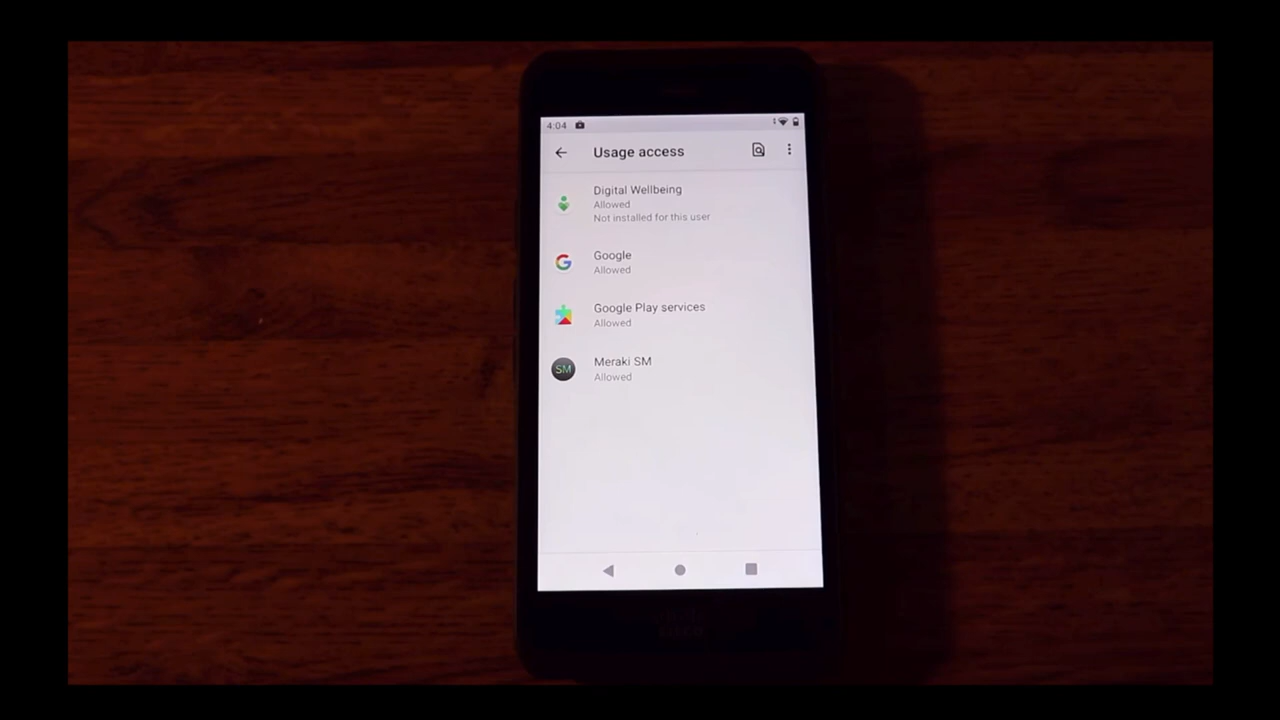 4:04
Usage access
Digital Wellbeing
Allowed
Not installed for this user
Google
Allowed
Google Play services
Allowed
SM
Meraki SM
Allowed